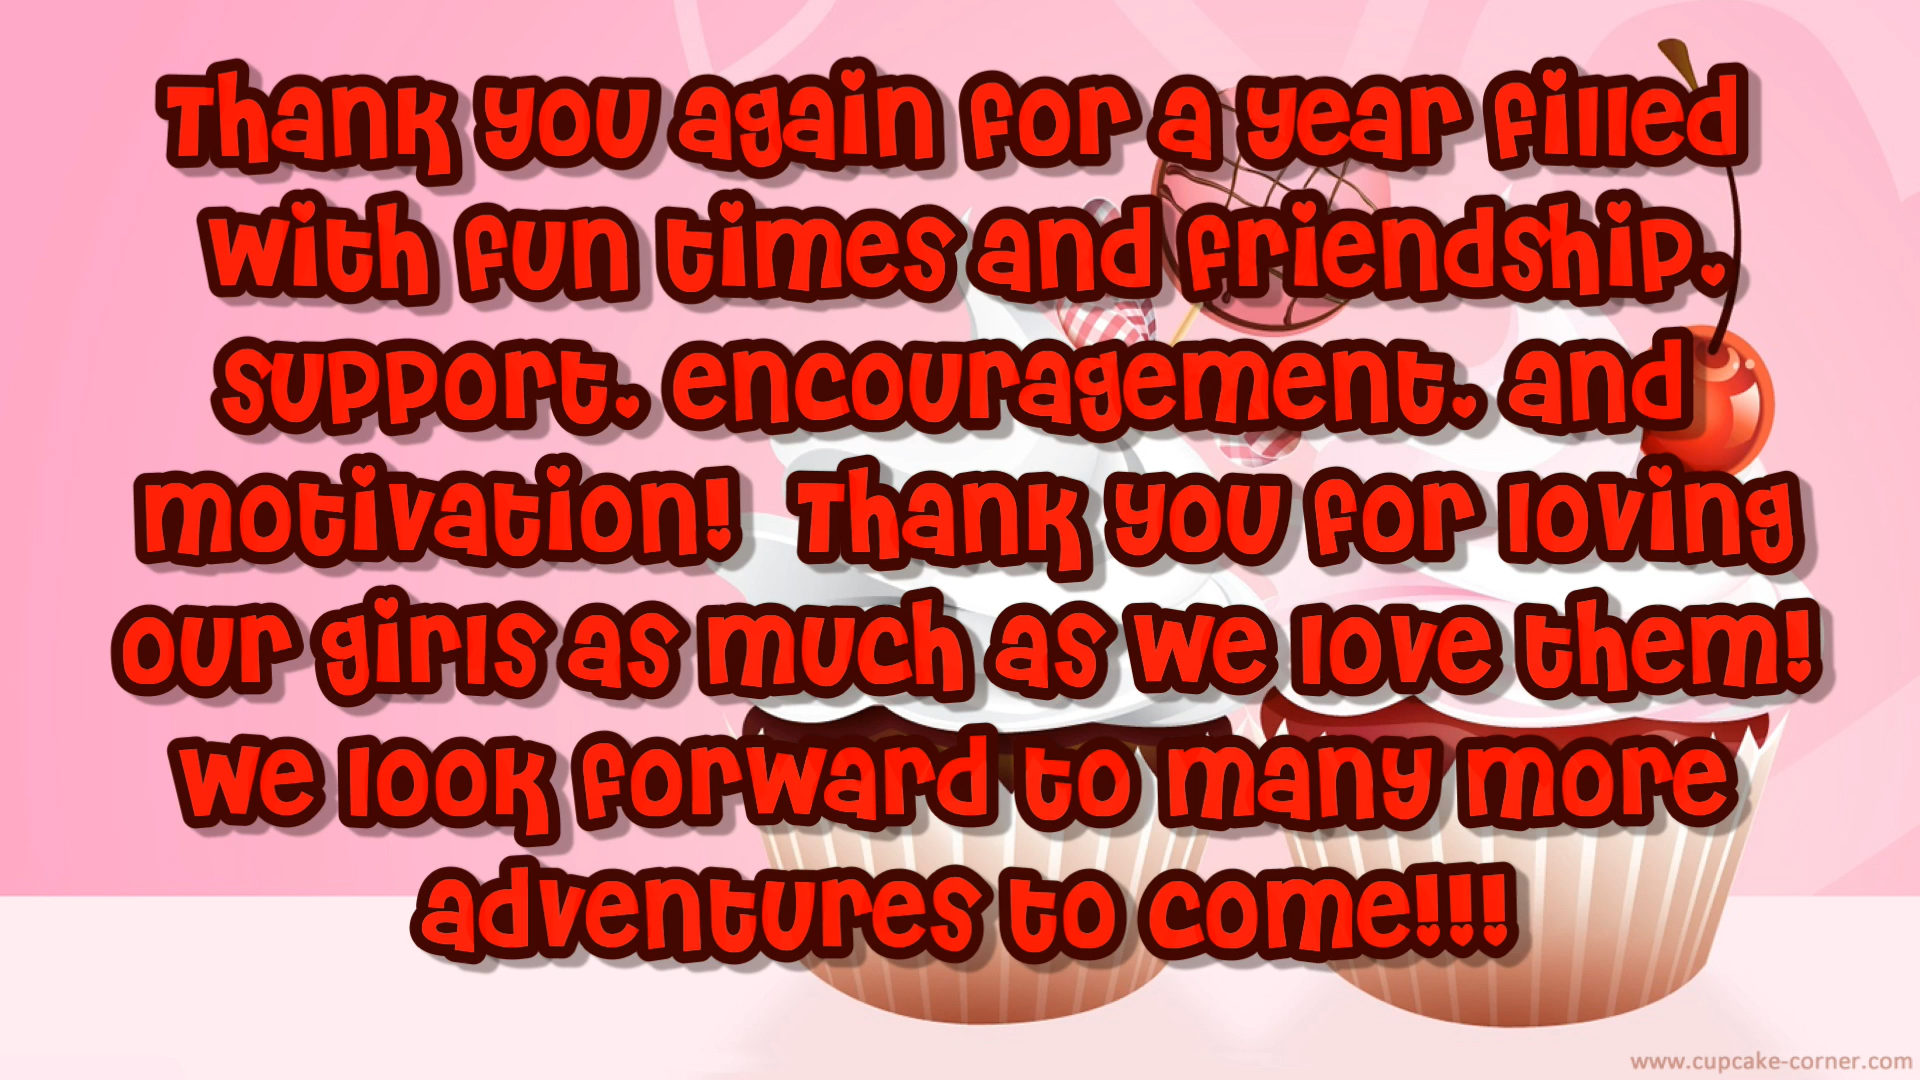 Thank you again for a year filled
with fun times and friendship,
support, encouragement, and
motivation! Thank you for loving
our girls as much as we love them!
We look forward to many more
adventures to come!!!
www.cupcake-corner.com